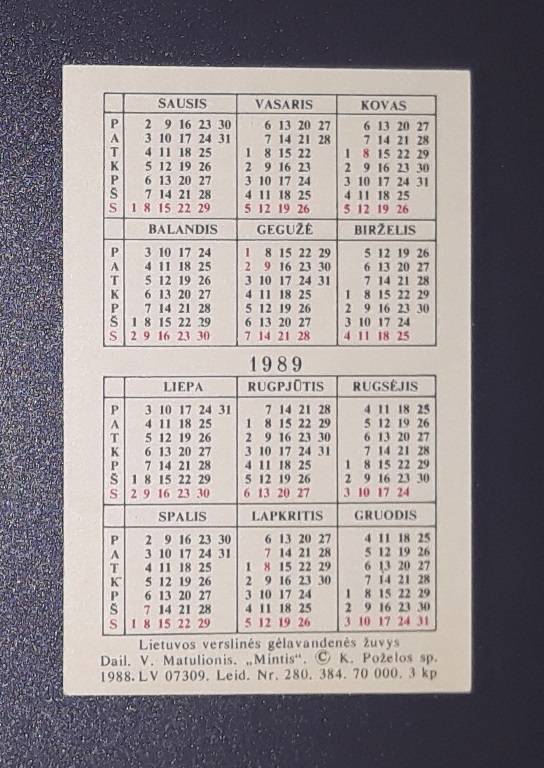 SAUSIS VASARIS KOVAS
P 2 9 16 23 30 6 13 20 27 6 13 20 27
A 3 10 17 24 31 7 14 21 28 7 14 21 28
T 4 11 18 25 1 8 15 22 1 8 15 22 29
K 5 12 19 26 2 9 16 23 2 9 16 23 30
P 6 13 20 27 3 10 17 24 3 10 17 24 31
Š 7 14 21 28 4 11 18 25 4 11 18 25
S 1 8 15 22 29 5 12 19 26 5 12 19 26
BALANDIS GEGUŽĖ BIRŽELIS
P 3 10 17 24 1 8 15 22 29 5 12 19 26
A 4 11 18 25 2 9 16 23 30 6 13 20 27
T 5 12 19 26 3 10 17 24 31 7 14 21 28
K 6 13 20 27 4 11 18 25 1 8 15 22 29
P 7 14 21 28 5 12 19 26 2 9 16 23 30
Š 1 8 15 22 29 6 13 20 27 3 10 17 24
S 2 9 16 23 30 7 14 21 28 4 11 18 25
1989
LIEPA RUGPJŪTIS RUGSĖJIS
P 3 10 17 24 31 7 14 21 28 4 11 18 25
A 4 11 18 25 1 8 15 22 29 5 12 19 26
T 5 12 19 26 2 9 16 23 30 6 13 20 27
K 6 13 20 27 3 10 17 24 31 7 14 21 28
P 7 14 21 28 4 11 18 25 1 8 15 22 29
Š 1 8 15 22 29 5 12 19 26 2 9 16 23 30
S 2 9 16 23 30 6 13 20 27 3 10 17 24
SPALIS LAPKRITIS GRUODIS
P 2 9 16 23 30 6 13 20 27 4 11 18 25
A 3 10 17 24 31 7 14 21 28 5 12 19 26
T 4 11 18 25 1 8 15 22 29 6 13 20 27
K 5 12 19 26 2 9 16 23 30 7 14 21 28
P 6 13 20 27 3 10 17 24 1 8 15 22 29
Š 7 14 21 28 4 11 18 25 2 9 16 23 30
S 1 8 15 22 29 5 12 19 26 3 10 17 24 31
Lietuvos verslinės gėlavandenės žuvys
Dail. V. Matulionis. „Mintis“. © K. Poželos sp.
1988. LV 07309. Leid. Nr. 280. 384. 70 000. 3 kp